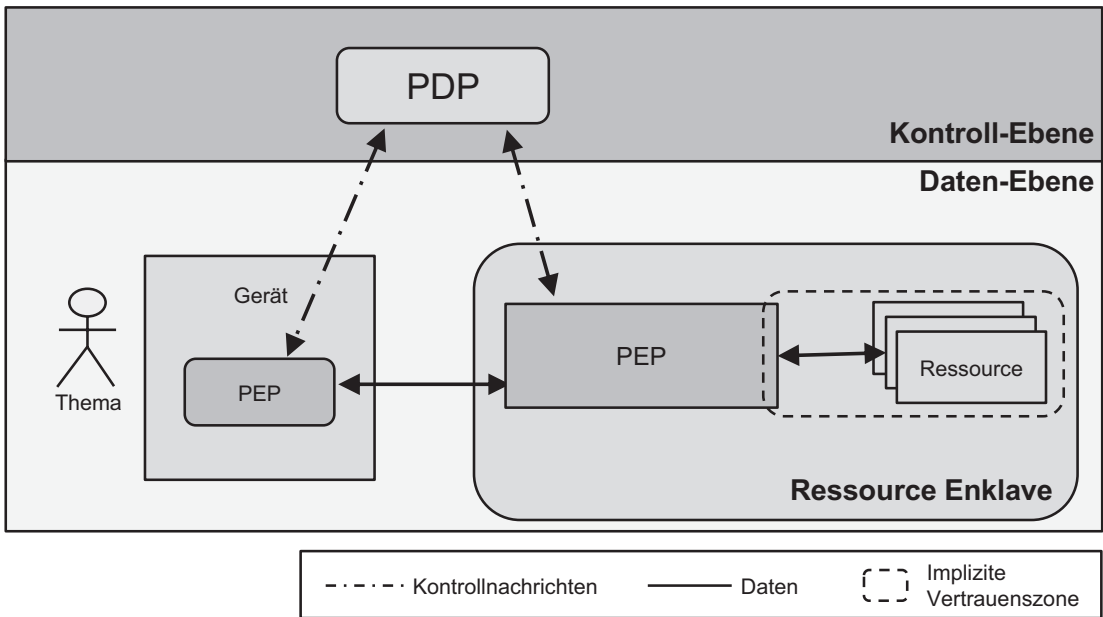 PDP
Kontroll-Ebene
Daten-Ebene
Gerät
PEP
Thema
PEP
Ressource
Ressource Enklave
Kontrollnachrichten
Daten
Implizite
Vertrauenszone